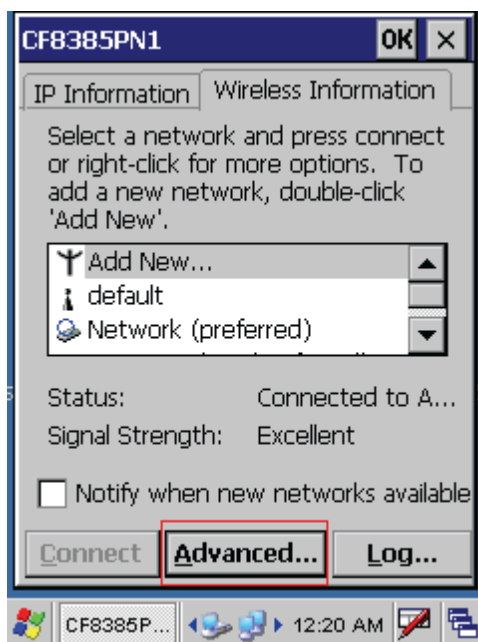 CF8385PN1 OK ×
IP Information Wireless Information
Select a network and press connect
or right-click for more options. To
add a new network, double-click
'Add New'.
Add New...
default
Network (preferred)
Status: Connected to A...
Signal Strength: Excellent
Notify when new networks available
Connect Advanced... Log...
CF8385P... 12:20 AM